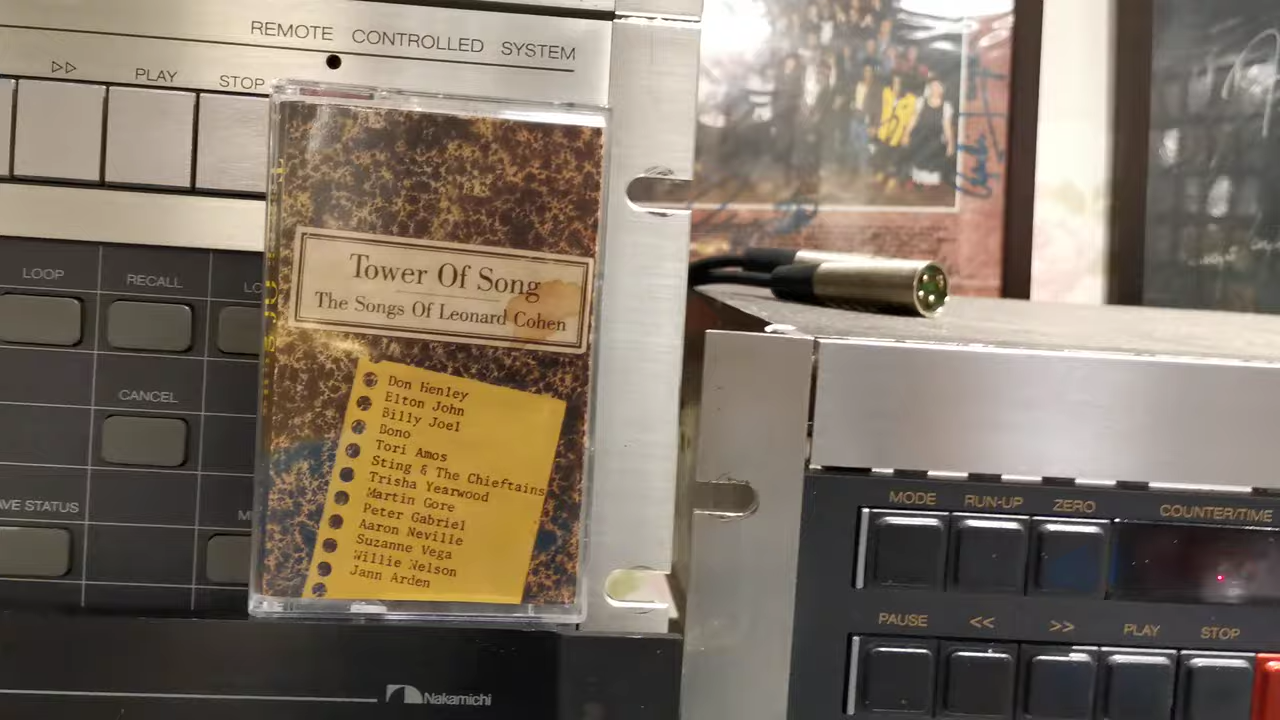 REMOTE CONTROLLED SYSTEM
PLAY
STOP
LOOP
RECALL
CANCEL
Tower Of Song
The Songs Of Leonard Cohen
Don Henley
Elton John
Billy Joel
Bono
Tori Amos
Sting & The Chieftains
Trisha Yearwood
Martin Gore
Peter Gabriel
Aaron Neville
Suzanne Vega
Willie Nelson
Jann Arden
STATUS
Nakamichi
MODE
RUN-UP
ZERO
COUNTER/TIME
PAUSE
<<
>>
PLAY
STOP